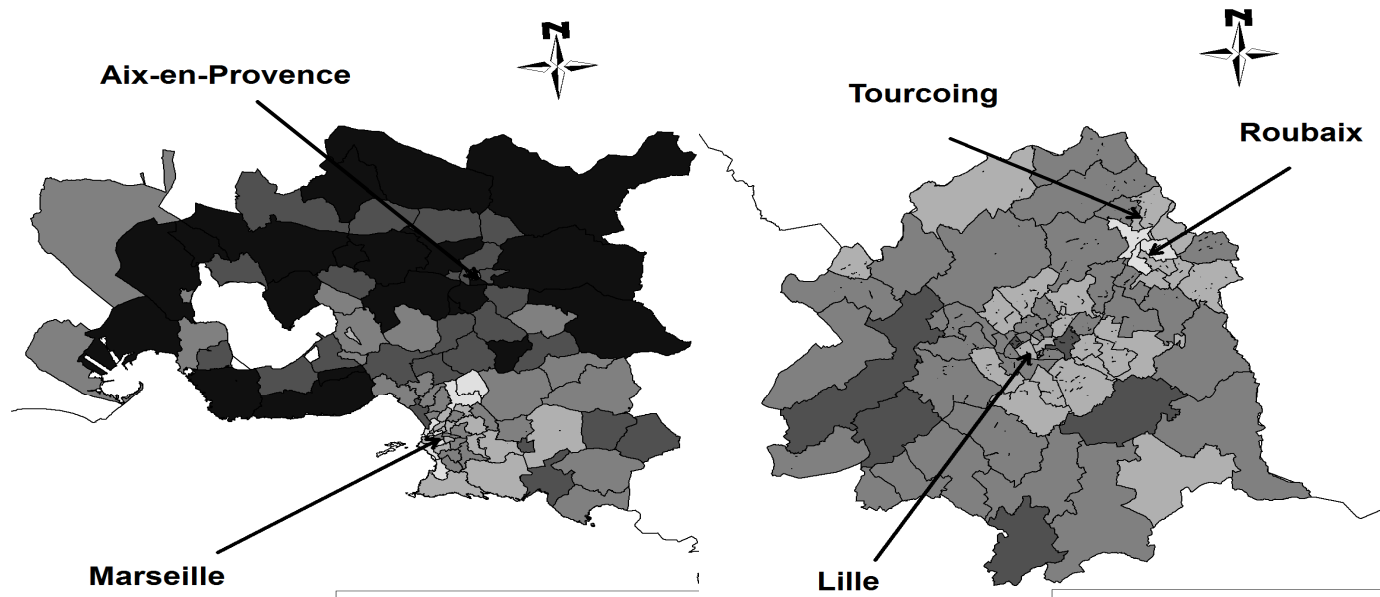 N
Aix-en-Provence
Marseille
N
Tourcoing
Roubaix
Lille